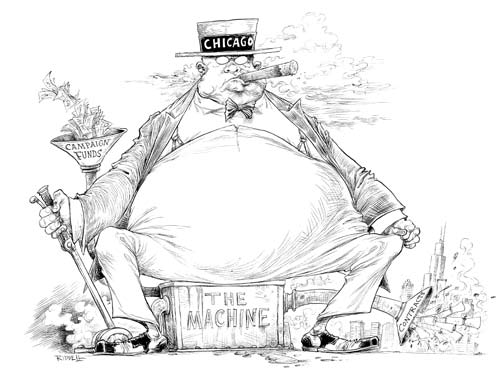 CHICAGO
CAMPAIGN
FUNDS
THE
MACHINE
CONTRACTS
RIDDELL